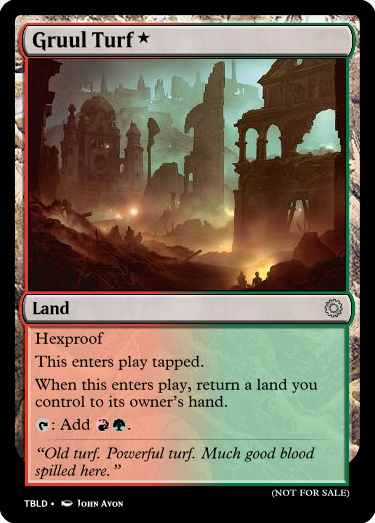 Gruul Turf ★
Land
Hexproof
This enters play tapped.
When this enters play, return a land you
control to its owner's hand.
: Add .
“Old turf. Powerful turf. Much good blood
spilled here.”
(NOT FOR SALE)
TBLD • John Avon